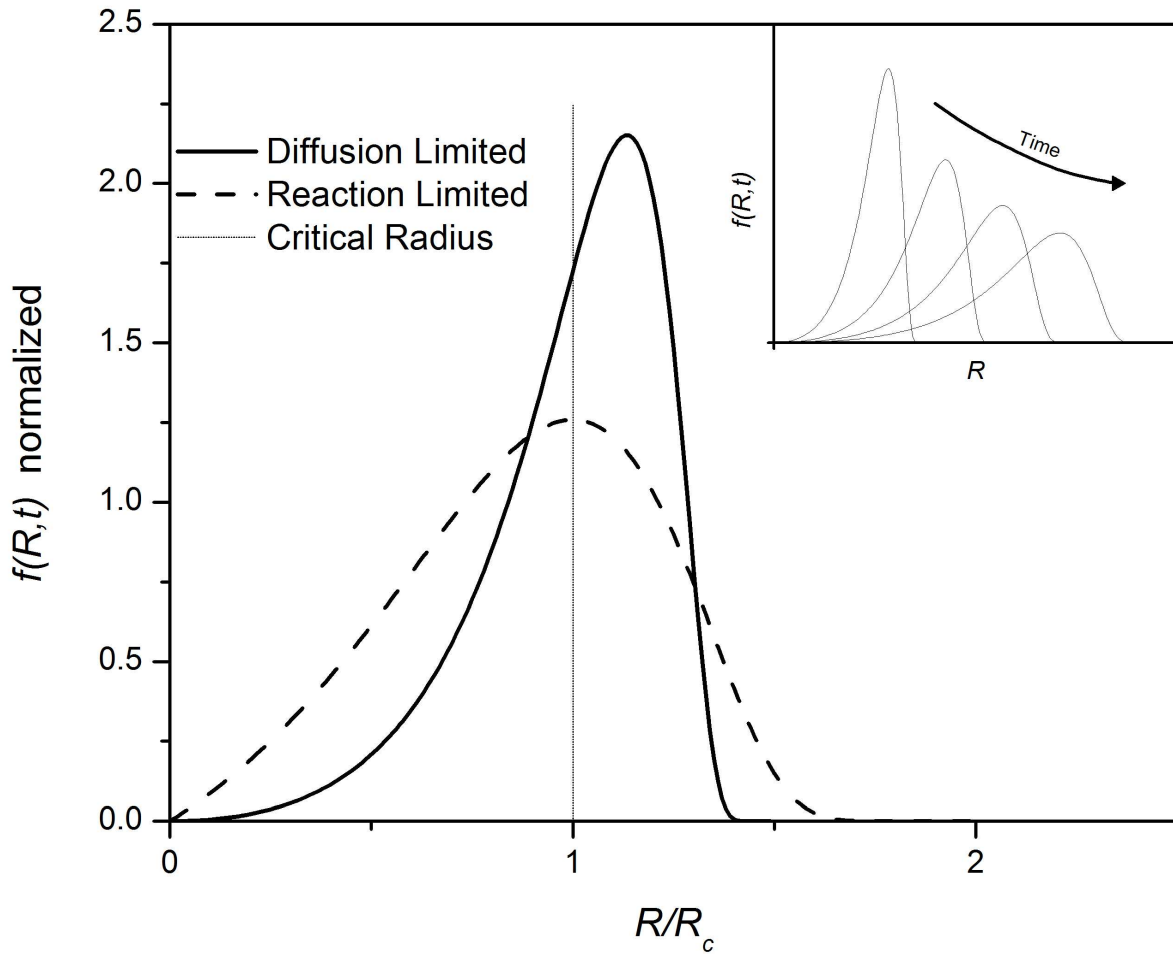 2.5
2.0
1.5
1.0
0.5
0.0
f(R,t) normalized
Diffusion Limited
Reaction Limited
Critical Radius
f(R,t)
Time
R
0
1
2
R/Rc